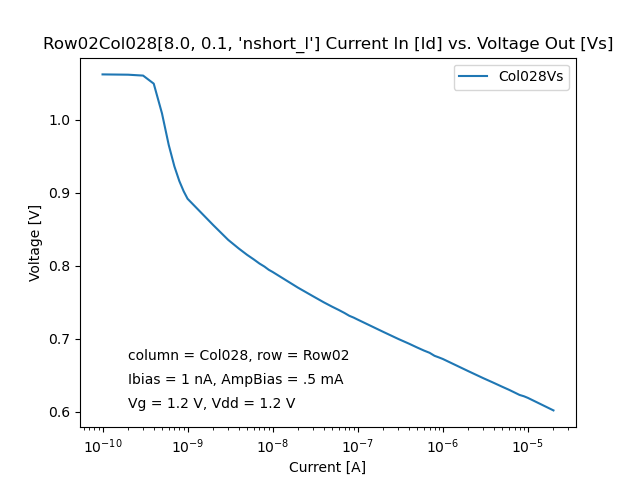 Row02Col028[8.0, 0.1, 'nshort_l'] Current In [Id] vs. Voltage Out [Vs]
Col028Vs
1.0
0.9
0.8
0.7
0.6
Voltage [V]
column = Col028, row = Row02
Ibias = 1 nA, AmpBias = .5 mA
Vg = 1.2 V, Vdd = 1.2 V
10⁻¹⁰ 10⁻⁹ 10⁻⁸ 10⁻⁷ 10⁻⁶ 10⁻⁵
Current [A]